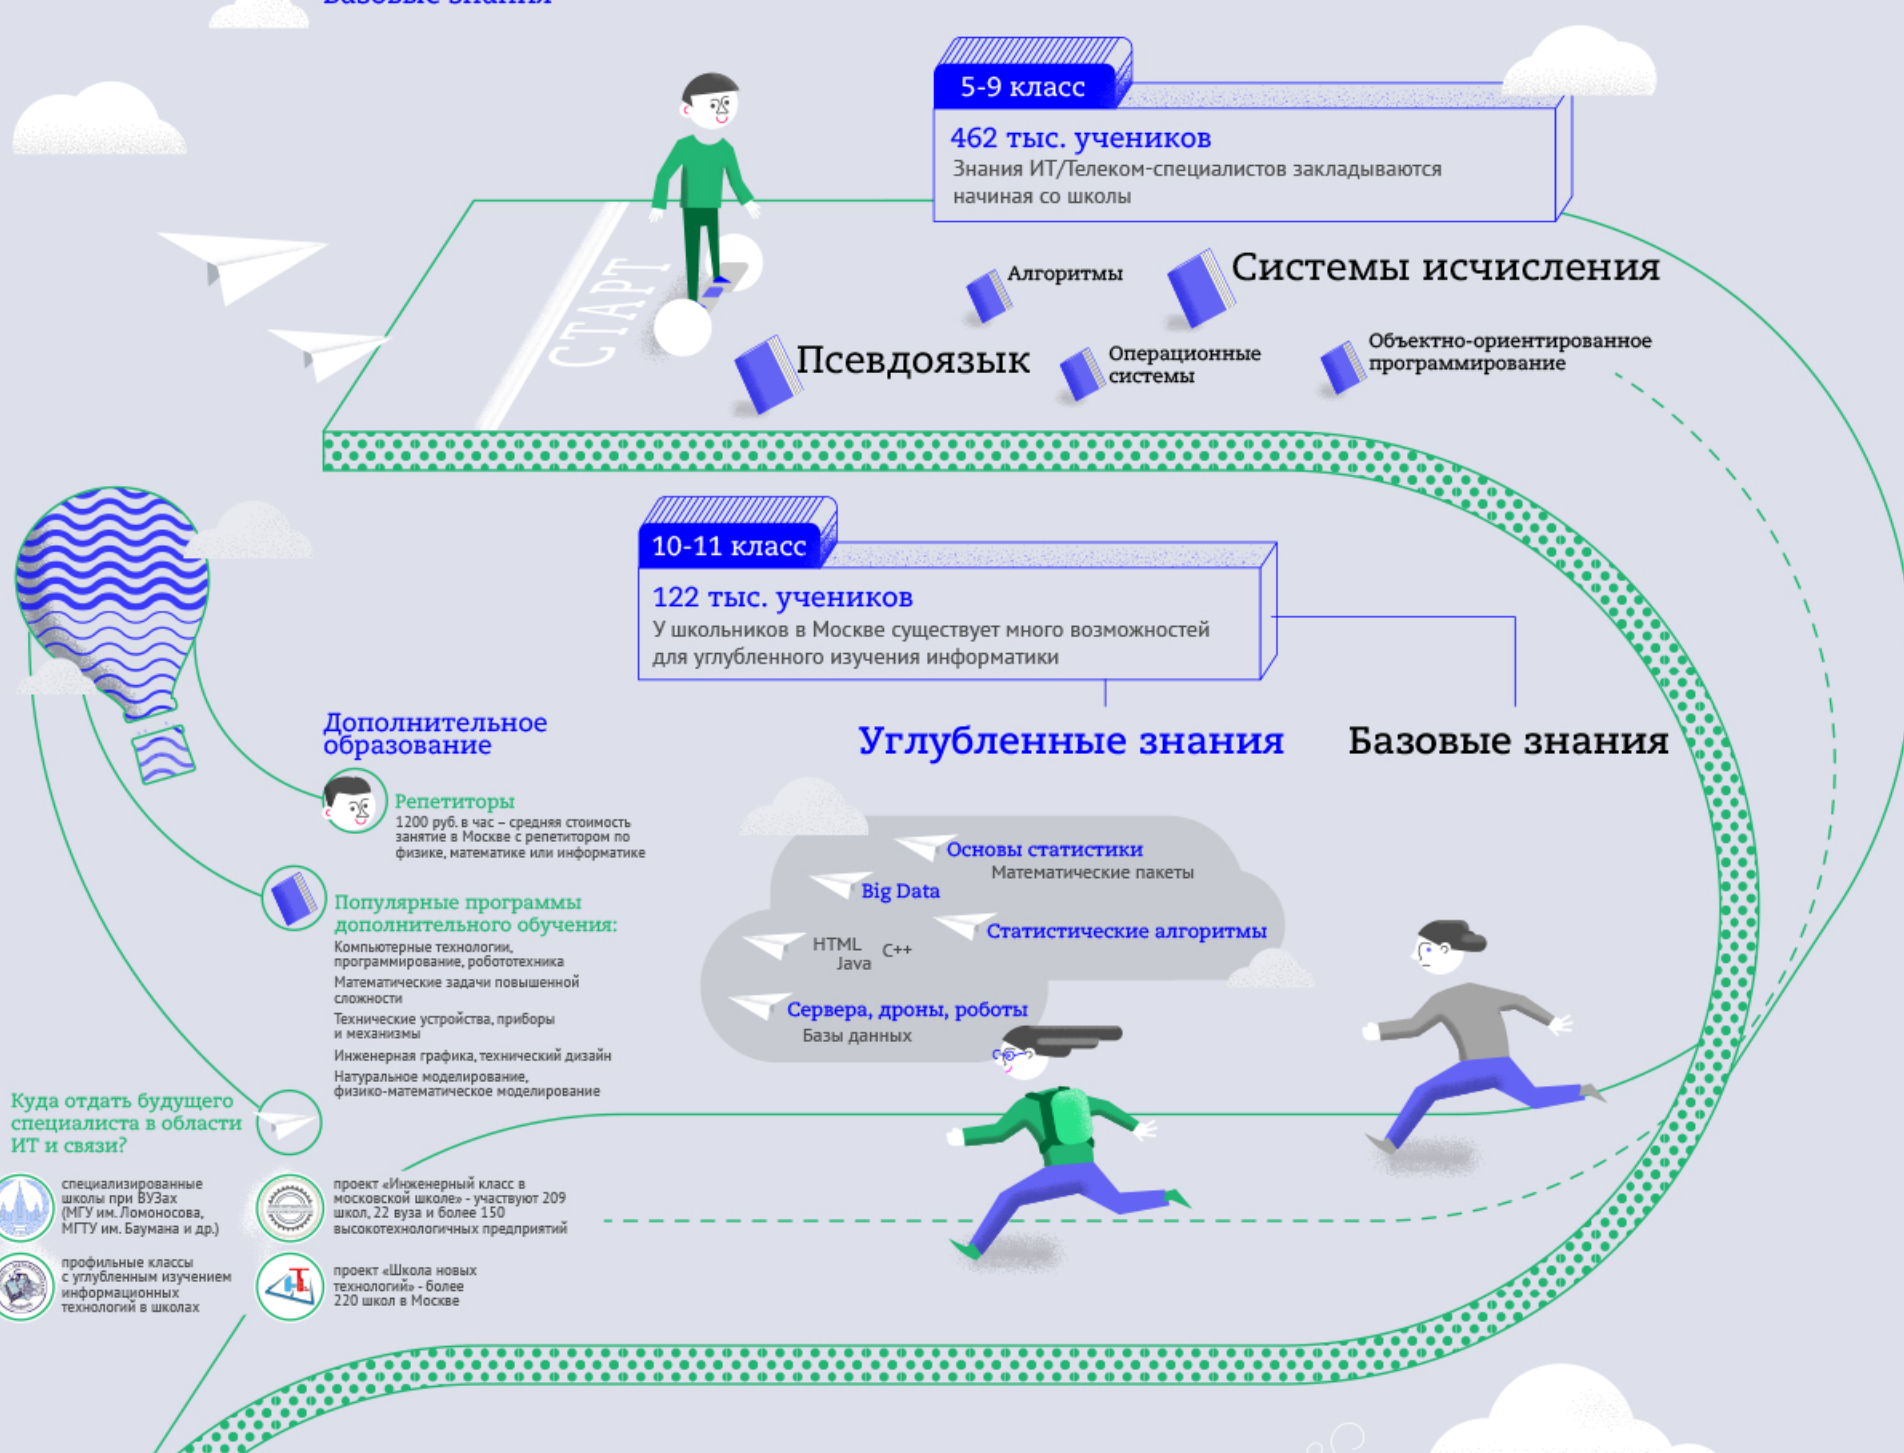 Базовые знания
5-9 класс
462 тыс. учеников
Знания ИТ/Телеком-специалистов закладываются
начиная со школы
СТАРТ
Алгоритмы
Системы исчисления
Псевдоязык
Операционные
системы
Объектно-ориентированное
программирование
10-11 класс
122 тыс. учеников
У школьников в Москве существует много возможностей
для углубленного изучения информатики
Углубленные знания
Базовые знания
Дополнительное
образование
Репетиторы
1200 руб. в час – средняя стоимость
занятие в Москве с репетитором по
физике, математике или информатике
Популярные программы
дополнительного обучения:
Компьютерные технологии,
программирование, робототехника
Математические задачи повышенной
сложности
Технические устройства, приборы
и механизмы
Инженерная графика, технический дизайн
Натуральное моделирование,
физико-математическое моделирование
Основы статистики
Математические пакеты
Big Data
Статистические алгоритмы
HTML
C++
Java
Сервера, дроны, роботы
Базы данных
Куда отдать будущего
специалиста в области
ИТ и связи?
специализированные
школы при ВУЗах
(МГУ им. Ломоносова,
МГТУ им. Баумана и др.)
проект «Инженерный класс в
московской школе» - участвуют 209
школ, 22 вуза и более 150
высокотехнологичных предприятий
профильные классы
с углубленным изучением
информационных
технологий в школах
проект «Школа новых
технологий» - более
220 школ в Москве